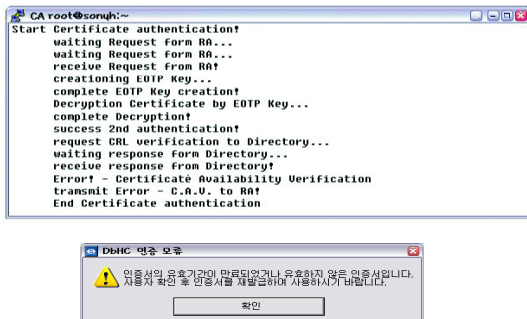 CA root@sonyh:~
Start Certificate authentication!
waiting Request form RA...
waiting Request form RA...
receive Request from RA!
creationing EOTP Key...
complete EOTP Key creation!
Decryption Certificate by EOTP Key...
complete Decryption!
success 2nd authentication!
request CRL verification to Directory...
waiting response form Directory...
receive response from Directory!
Error! - Certificate Availability Verification
transmit Error - C.A.V. to RA!
End Certificate authentication
DbHC 인증 오류
인증서의 유효기간이 만료되었거나 유효하지 않은 인증서입니다.
사용자 확인 후 인증서를 재발급하여 사용하시기 바랍니다.
확인